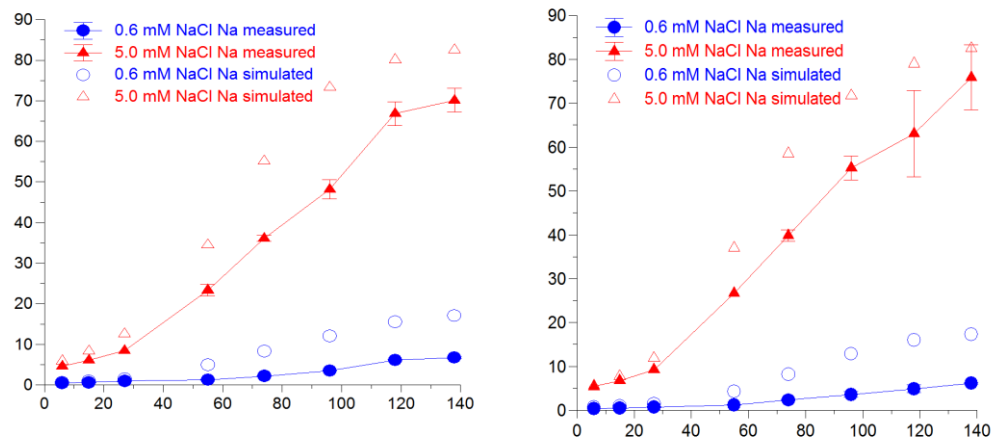 90
80
70
60
50
40
30
20
10
0
0 20 40 60 80 100 120 140
0.6 mM NaCl Na measured
5.0 mM NaCl Na measured
0.6 mM NaCl Na simulated
5.0 mM NaCl Na simulated
90
80
70
60
50
40
30
20
10
0
0 20 40 60 80 100 120 140
0.6 mM NaCl Na measured
5.0 mM NaCl Na measured
0.6 mM NaCl Na simulated
5.0 mM NaCl Na simulated